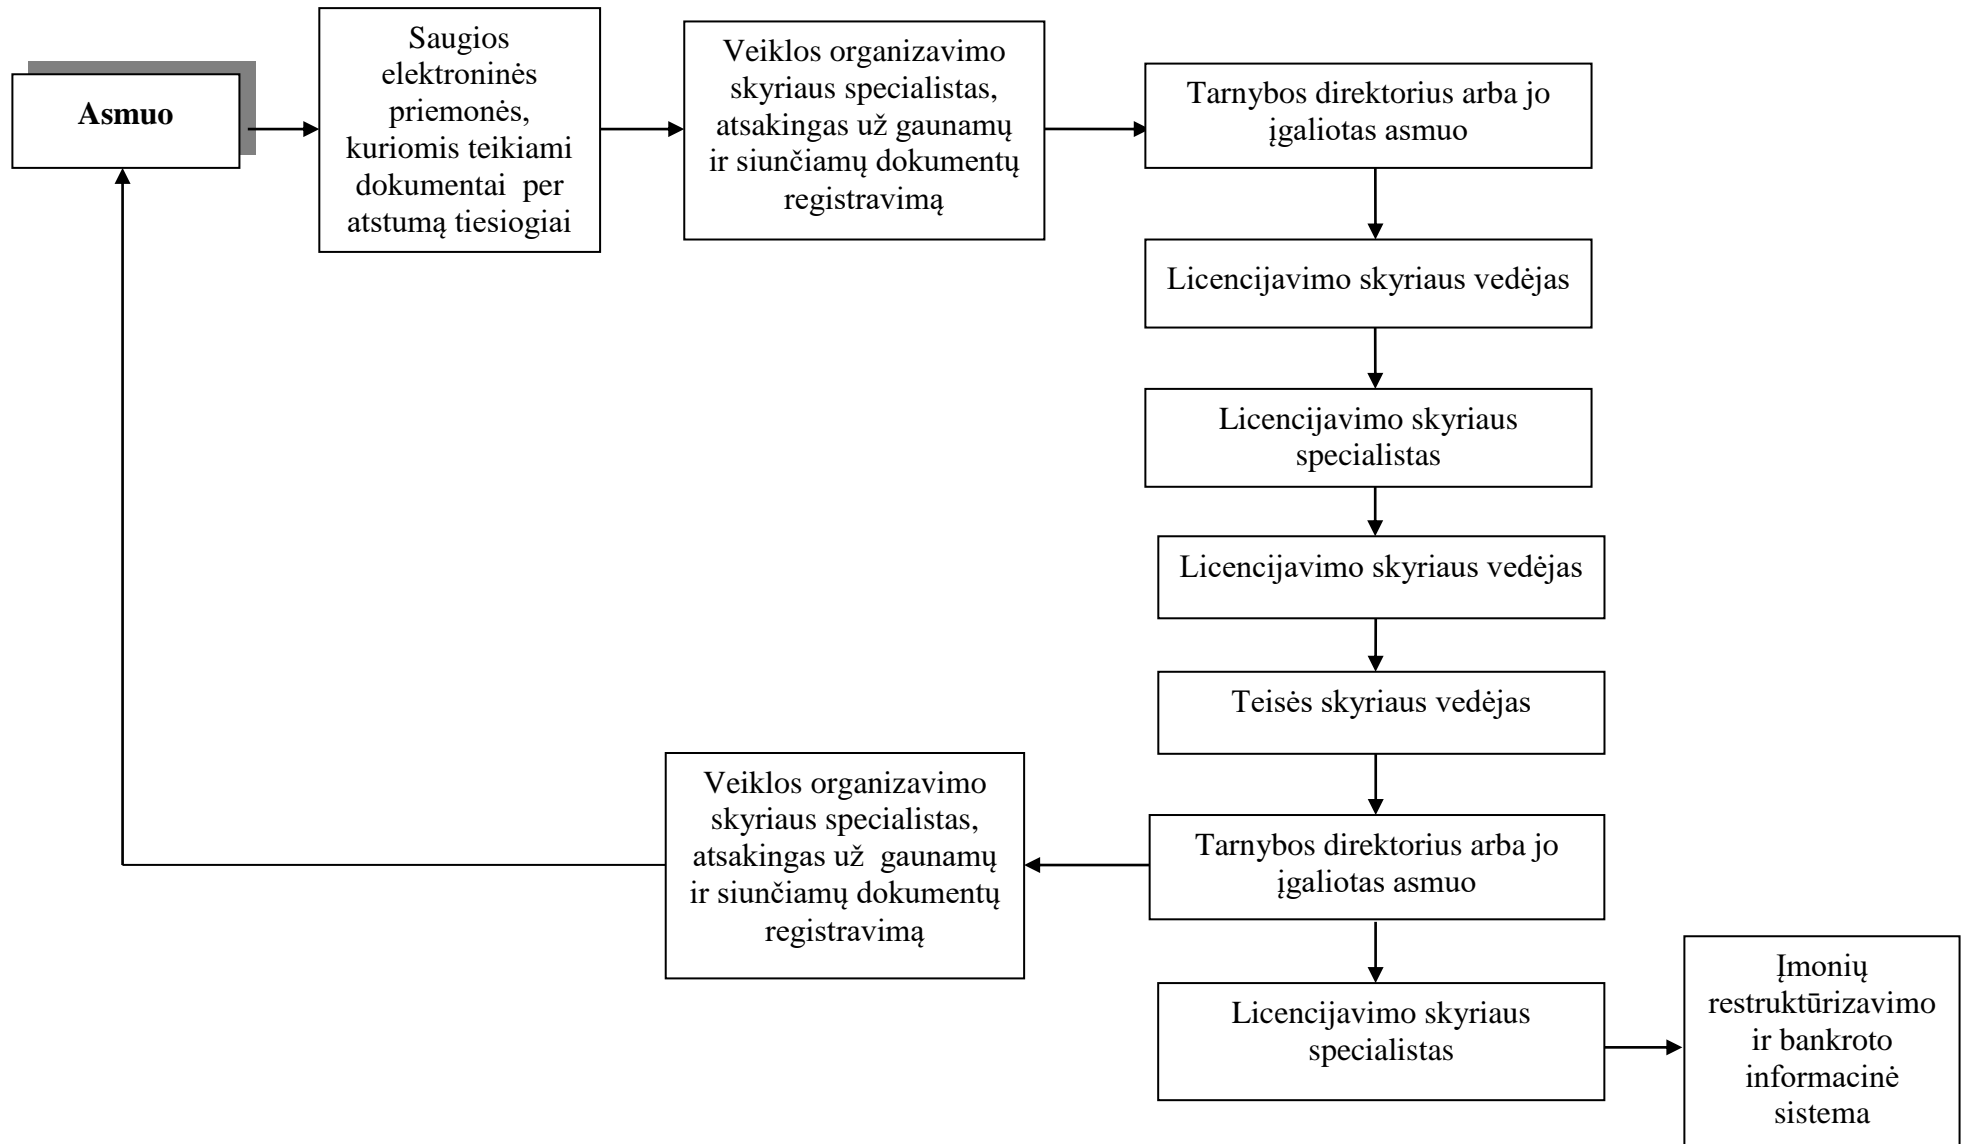 Asmuo
Saugios
elektroninės
priemonės,
kuriomis teikiami
dokumentai per
atstumą tiesiogiai
Veiklos organizavimo
skyriaus specialistas,
atsakingas už gaunamų
ir siunčiamų dokumentų
registravimą
Tarnybos direktorius arba jo
įgaliotas asmuo
Licencijavimo skyriaus vedėjas
Licencijavimo skyriaus
specialistas
Licencijavimo skyriaus vedėjas
Teisės skyriaus vedėjas
Tarnybos direktorius arba jo
įgaliotas asmuo
Veiklos organizavimo
skyriaus specialistas,
atsakingas už gaunamų
ir siunčiamų dokumentų
registravimą
Licencijavimo skyriaus
specialistas
Įmonių
restruktūrizavimo
ir bankroto
informacinė
sistema